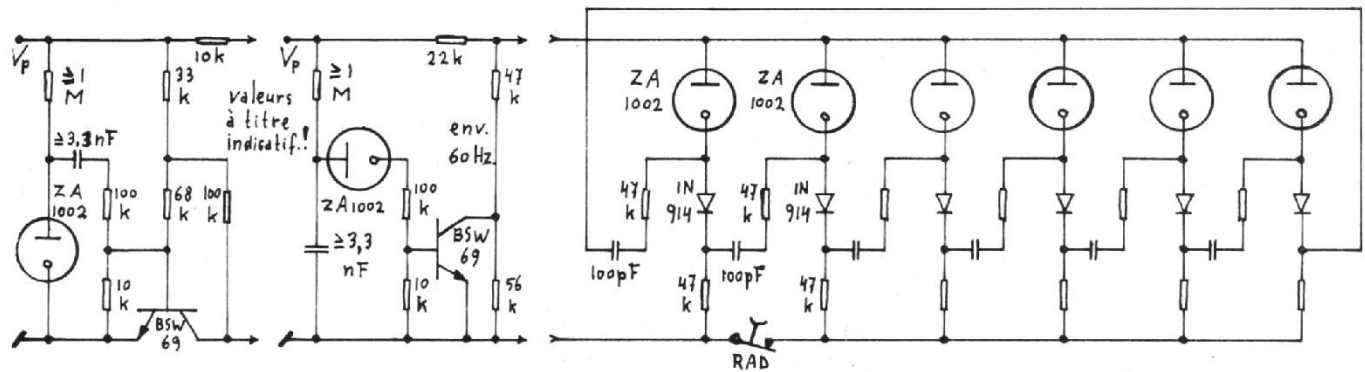 Vp
10k
≧1
M
33
k
≧3,3nF
ZA
1002
100
k
68
k
100
k
10
k
BSW
69
Vp
22k
≧1
M
valeurs
à titre
indicatif!
47
k
env.
60Hz.
ZA1002
100
k
≧3,3
nF
BSW
69
10
k
56
k
ZA
1002
ZA
1002
47
k
1N
914
47
k
1N
914
100pF
100pF
47
k
47
k
RAD